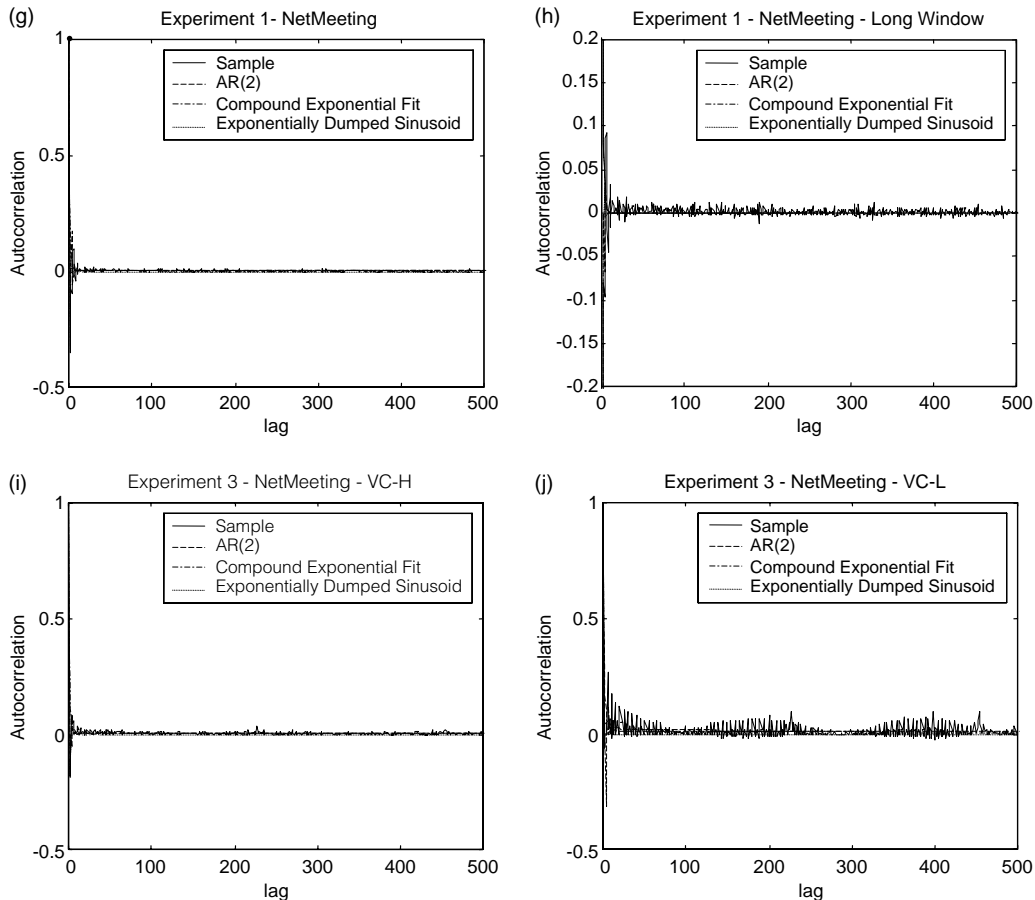 (g)
Experiment 1- NetMeeting
1
0.5
0
-0.5
Autocorrelation
Sample
AR(2)
Compound Exponential Fit
Exponentially Dumped Sinusoid
0 100 200 300 400 500
lag
(h)
Experiment 1 - NetMeeting - Long Window
0.2
0.15
0.1
0.05
0
-0.05
-0.1
-0.15
-0.2
Autocorrelation
Sample
AR(2)
Compound Exponential Fit
Exponentially Dumped Sinusoid
0 100 200 300 400 500
lag
(i)
Experiment 3 - NetMeeting - VC-H
1
0.5
0
-0.5
Autocorrelation
Sample
AR(2)
Compound Exponential Fit
Exponentially Dumped Sinusoid
0 100 200 300 400 500
lag
(j)
Experiment 3 - NetMeeting - VC-L
1
0.5
0
-0.5
Autocorrelation
Sample
AR(2)
Compound Exponential Fit
Exponentially Dumped Sinusoid
0 100 200 300 400 500
lag